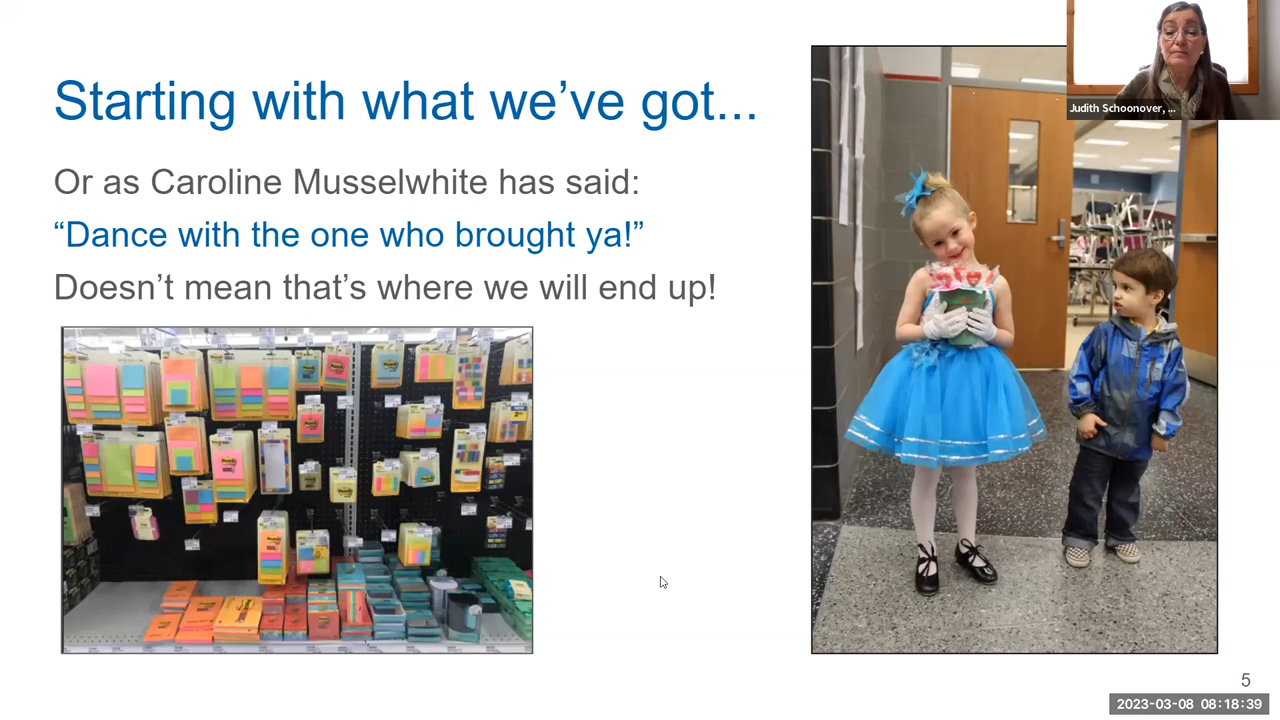 Starting with what we’ve got...
Or as Caroline Musselwhite has said:
“Dance with the one who brought ya!”
Doesn’t mean that’s where we will end up!
Judith Schoonover, ...
5
2023-03-08 08:18:39